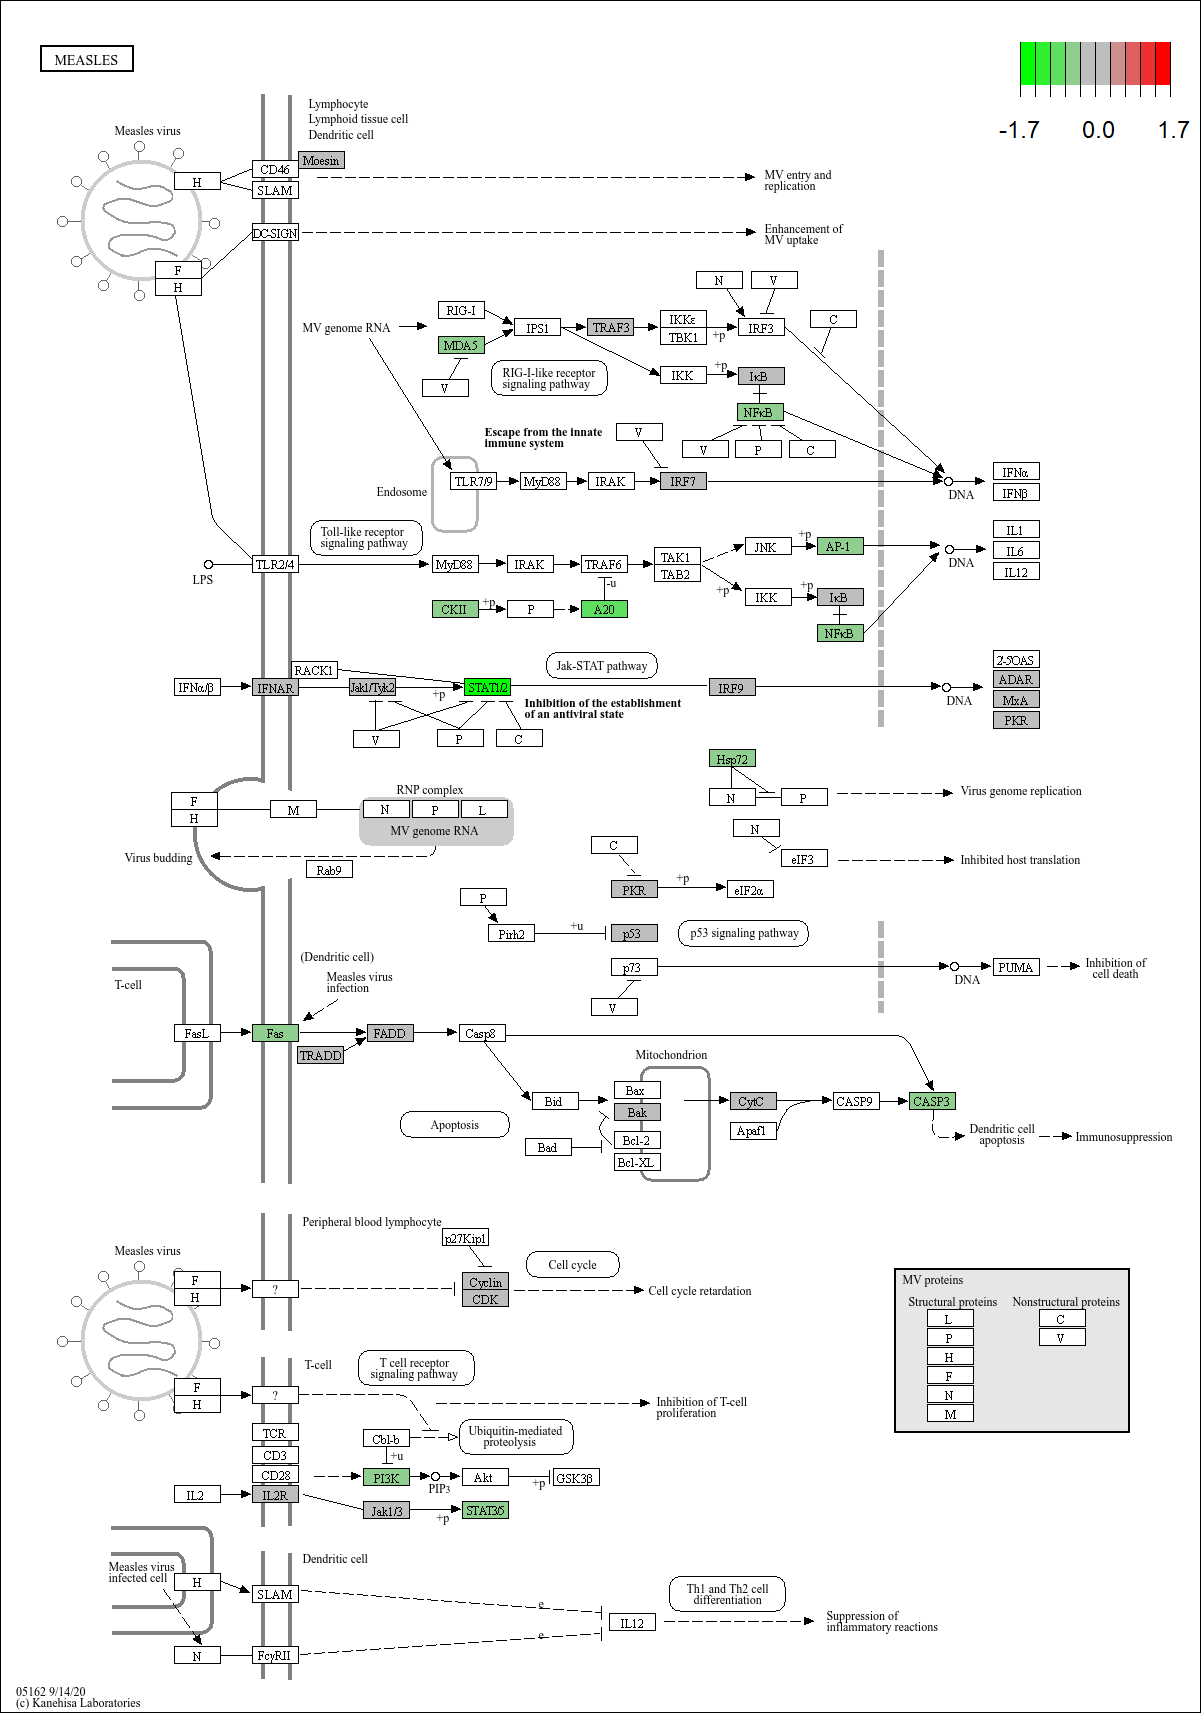 MEASLES
-1.7
0.0
1.7
Lymphocyte
Lymphoid tissue cell
Dendritic cell
Measles virus
H
CD46
Moesin
SLAM
MV entry and
replication
DC-SIGN
Enhancement of
MV uptake
F
H
N
V
RIG-I
MV genome RNA
IPS1
TRAF3
IKKε
TBK1
+p
IRF3
C
MDA5
V
RIG-I-like receptor
signaling pathway
IKK
+p
IκB
NFκB
Escape from the innate
immune system
V
V
P
C
Endosome
TLR7/9
MyD88
IRAK
IRF7
DNA
IFNα
IFNβ
Toll-like receptor
signaling pathway
LPS
TLR2/4
MyD88
IRAK
TRAF6
TAK1
TAB2
JNK
+p
AP-1
DNA
IL1
IL6
IL12
-u
CKII
+p
P
A20
+p
IKK
+p
IκB
NFκB
RACK1
Jak-STAT pathway
IFNα/β
IFNAR
Jak1/Tyk2
+p
STAT1/2
IRF9
DNA
2-5OAS
ADAR
MxA
PKR
Inhibition of the establishment
of an antiviral state
V
P
C
Hsp72
N
P
Virus genome replication
F
H
M
RNP complex
N
P
L
MV genome RNA
N
eIF3
Inhibited host translation
Virus budding
Rab9
C
PKR
+p
eIF2α
P
Pirh2
+u
p53
p53 signaling pathway
(Dendritic cell)
Measles virus
infection
T-cell
p73
V
DNA
PUMA
Inhibition of
cell death
FasL
Fas
TRADD
FADD
Casp8
Mitochondrion
Bid
Bax
Bak
Bcl-2
Bcl-XL
Bad
Apoptosis
CytC
Apaf1
CASP9
CASP3
Dendritic cell
apoptosis
Immunosuppression
Peripheral blood lymphocyte
p27Kip1
Measles virus
F
H
?
Cyclin
CDK
Cell cycle
Cell cycle retardation
MV proteins
Structural proteins
Nonstructural proteins
L
P
H
F
N
M
C
V
T-cell
T cell receptor
signaling pathway
F
H
?
Inhibition of T-cell
proliferation
TCR
CD3
CD28
Cbl-b
+u
Ubiquitin-mediated
proteolysis
PI3K
PIP3
Akt
+p
GSK3β
IL2
IL2R
Jak1/3
+p
STAT3/5
Dendritic cell
Measles virus
infected cell
H
SLAM
e
N
FcγRII
e
IL12
Th1 and Th2 cell
differentiation
Suppression of
inflammatory reactions
05162 9/14/20
(c) Kanehisa Laboratories